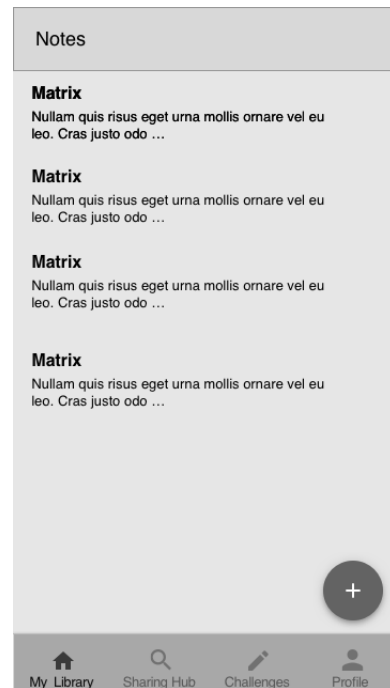 Notes
Matrix
Nullam quis risus eget urna mollis ornare vel eu
leo. Cras justo odo …
Matrix
Nullam quis risus eget urna mollis ornare vel eu
leo. Cras justo odo …
Matrix
Nullam quis risus eget urna mollis ornare vel eu
leo. Cras justo odo …
Matrix
Nullam quis risus eget urna mollis ornare vel eu
leo. Cras justo odo …
+
My Library Sharing Hub Challenges Profile